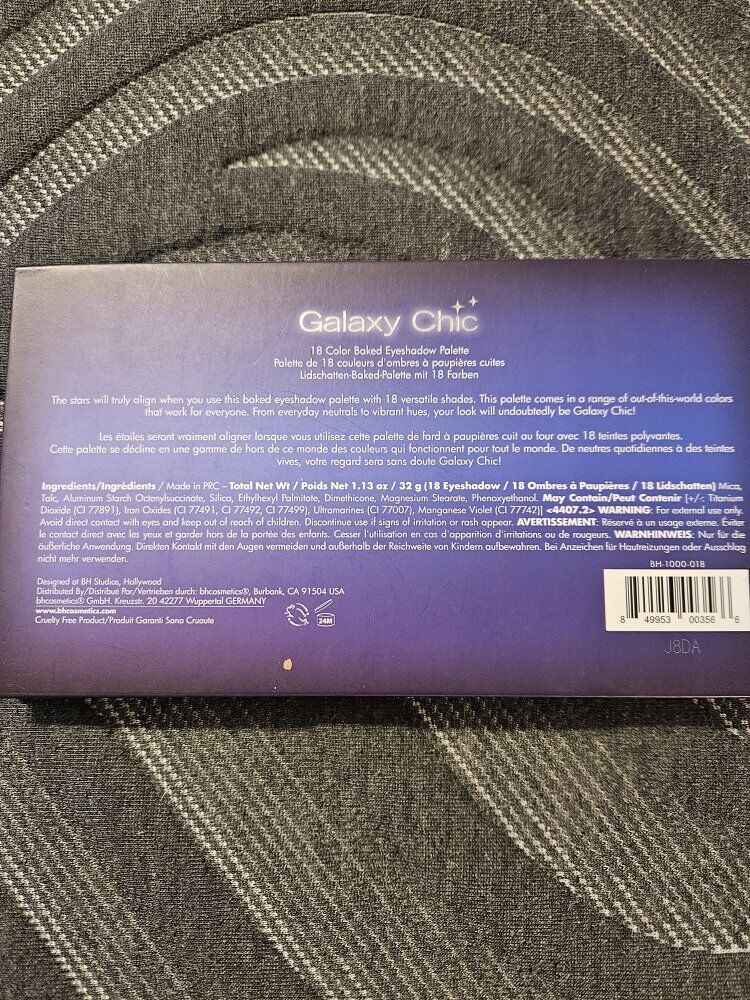 Galaxy Chic
18 Color Baked Eyeshadow Palette
Palette de 18 couleurs d'ombres à paupières cuites
Lidschatten-Baked-Palette mit 18 Farben
The stars will truly align when you use this baked eyeshadow palette with 18 versatile shades. This palette comes in a range of out-of-this-world colors
that work for everyone. From everyday neutrals to vibrant hues, your look will undoubtedly be Galaxy Chic!
Les étoiles seront vraiment aligner lorsque vous utilisez cette palette de fard à paupières cuit au four avec 18 teintes polyvantes.
Cette palette se décline en une gamme de hors de ce monde des couleurs qui fonctionnent pour tout le monde. De neutres quotidiennes à des teintes
vives, votre regard sera sans doute Galaxy Chic!
Ingredients/Ingrédients / Made in PRC – Total Net Wt / Poids Net 1.13 oz / 32 g (18 Eyeshadow / 18 Ombres à Paupières / 18 Lidschatten) Mica,
Talc, Aluminum Starch Octenylsuccinate, Silica, Ethylhexyl Palmitate, Dimethicone, Magnesium Stearate, Phenoxyethanol. May Contain/Peut Contenir [+/-: Titanium
Dioxide (CI 77891), Iron Oxides (CI 77491, CI 77492, CI 77499), Ultramarines (CI 77007), Manganese Violet (CI 77742)] <4407.2> WARNING: For external use only.
Avoid direct contact with eyes and keep out of reach of children. Discontinue use if signs of irritation or rash appear. AVERTISSEMENT: Réservé à un usage externe. Éviter
le contact direct avec les yeux et garder hors de la portée des enfants. Cesser l'utilisation en cas d'apparition d'irritations ou de rougeurs. WARNHINWEIS: Nur für die
äußerliche Anwendung. Direkten Kontakt mit den Augen vermeiden und außerhalb der Reichweite von Kindern aufbewahren. Bei Anzeichen für Hautreizungen oder Ausschlag
nicht mehr verwenden.
Designed at BH Studios, Hollywood
Distributed By/Distribué Par/Vertrieben durch: bhcosmetics®, Burbank, CA 91504 USA
bhcosmetics® GmbH. Kreuzstr. 20 42277 Wuppertal GERMANY
www.bhcosmetics.com
Cruelty Free Product/Produit Garanti Sans Cruaute
24M
BH-1000-018
8 49953 00356 6
J8DA